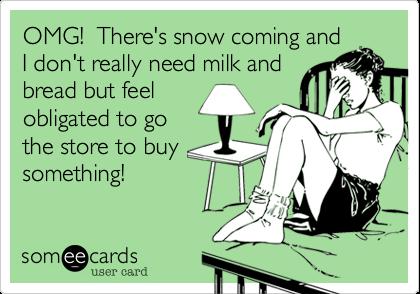 OMG!  There's snow coming and
I don't really need milk and
bread but feel
obligated to go
the store to buy
something!
someecards
user card